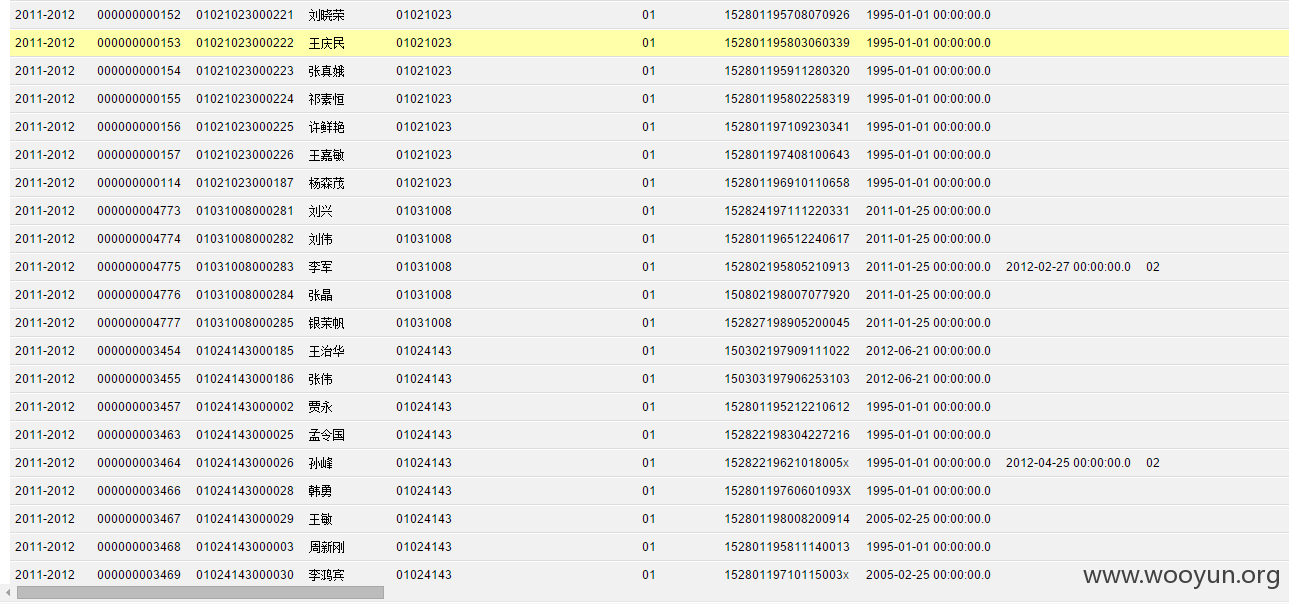 2011-2012 000000000152 01021023000221 刘晓荣 01021023 01 152801195708070926 1995-01-01 00:00:00.0
2011-2012 000000000153 01021023000222 王庆民 01021023 01 152801195803060339 1995-01-01 00:00:00.0
2011-2012 000000000154 01021023000223 张真娥 01021023 01 152801195911280320 1995-01-01 00:00:00.0
2011-2012 000000000155 01021023000224 祁素恒 01021023 01 152801195802258319 1995-01-01 00:00:00.0
2011-2012 000000000156 01021023000225 许鲜艳 01021023 01 152801197109230341 1995-01-01 00:00:00.0
2011-2012 000000000157 01021023000226 王嘉敏 01021023 01 152801197408100643 1995-01-01 00:00:00.0
2011-2012 000000000114 01021023000187 杨森茂 01021023 01 152801196910110658 1995-01-01 00:00:00.0
2011-2012 000000004773 01031008000281 刘兴 01031008 01 152824197111220331 2011-01-25 00:00:00.0
2011-2012 000000004774 01031008000282 刘伟 01031008 01 152801196512240617 2011-01-25 00:00:00.0
2011-2012 000000004775 01031008000283 李军 01031008 01 152802195805210913 2011-01-25 00:00:00.0 2012-02-27 00:00:00.0 02
2011-2012 000000004776 01031008000284 张晶 01031008 01 150802198007077920 2011-01-25 00:00:00.0
2011-2012 000000004777 01031008000285 银茉帆 01031008 01 152827198905200045 2011-01-25 00:00:00.0
2011-2012 000000003454 01024143000185 王治华 01024143 01 150302197909111022 2012-06-21 00:00:00.0
2011-2012 000000003455 01024143000186 张伟 01024143 01 150303197906253103 2012-06-21 00:00:00.0
2011-2012 000000003457 01024143000002 贾永 01024143 01 152801195212210612 1995-01-01 00:00:00.0
2011-2012 000000003463 01024143000025 孟令国 01024143 01 152822198304227216 1995-01-01 00:00:00.0
2011-2012 000000003464 01024143000026 孙峰 01024143 01 15282219621018005x 1995-01-01 00:00:00.0 2012-04-25 00:00:00.0 02
2011-2012 000000003466 01024143000028 韩勇 01024143 01 15280119760601093X 1995-01-01 00:00:00.0
2011-2012 000000003467 01024143000029 王敏 01024143 01 152801198008200914 2005-02-25 00:00:00.0
2011-2012 000000003468 01024143000003 周新刚 01024143 01 152801195811140013 1995-01-01 00:00:00.0
2011-2012 000000003469 01024143000030 李鸿宾 01024143 01 15280119710115003x 2005-02-25 00:00:00.0
www.wooyun.org